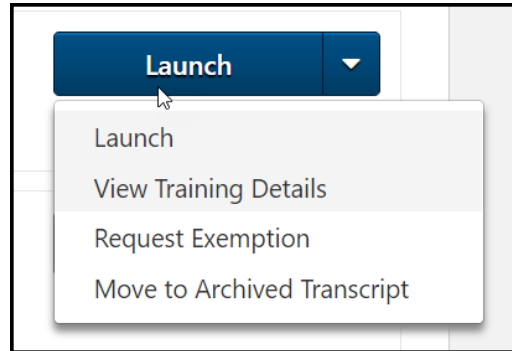 Launch
Launch
View Training Details
Request Exemption
Move to Archived Transcript